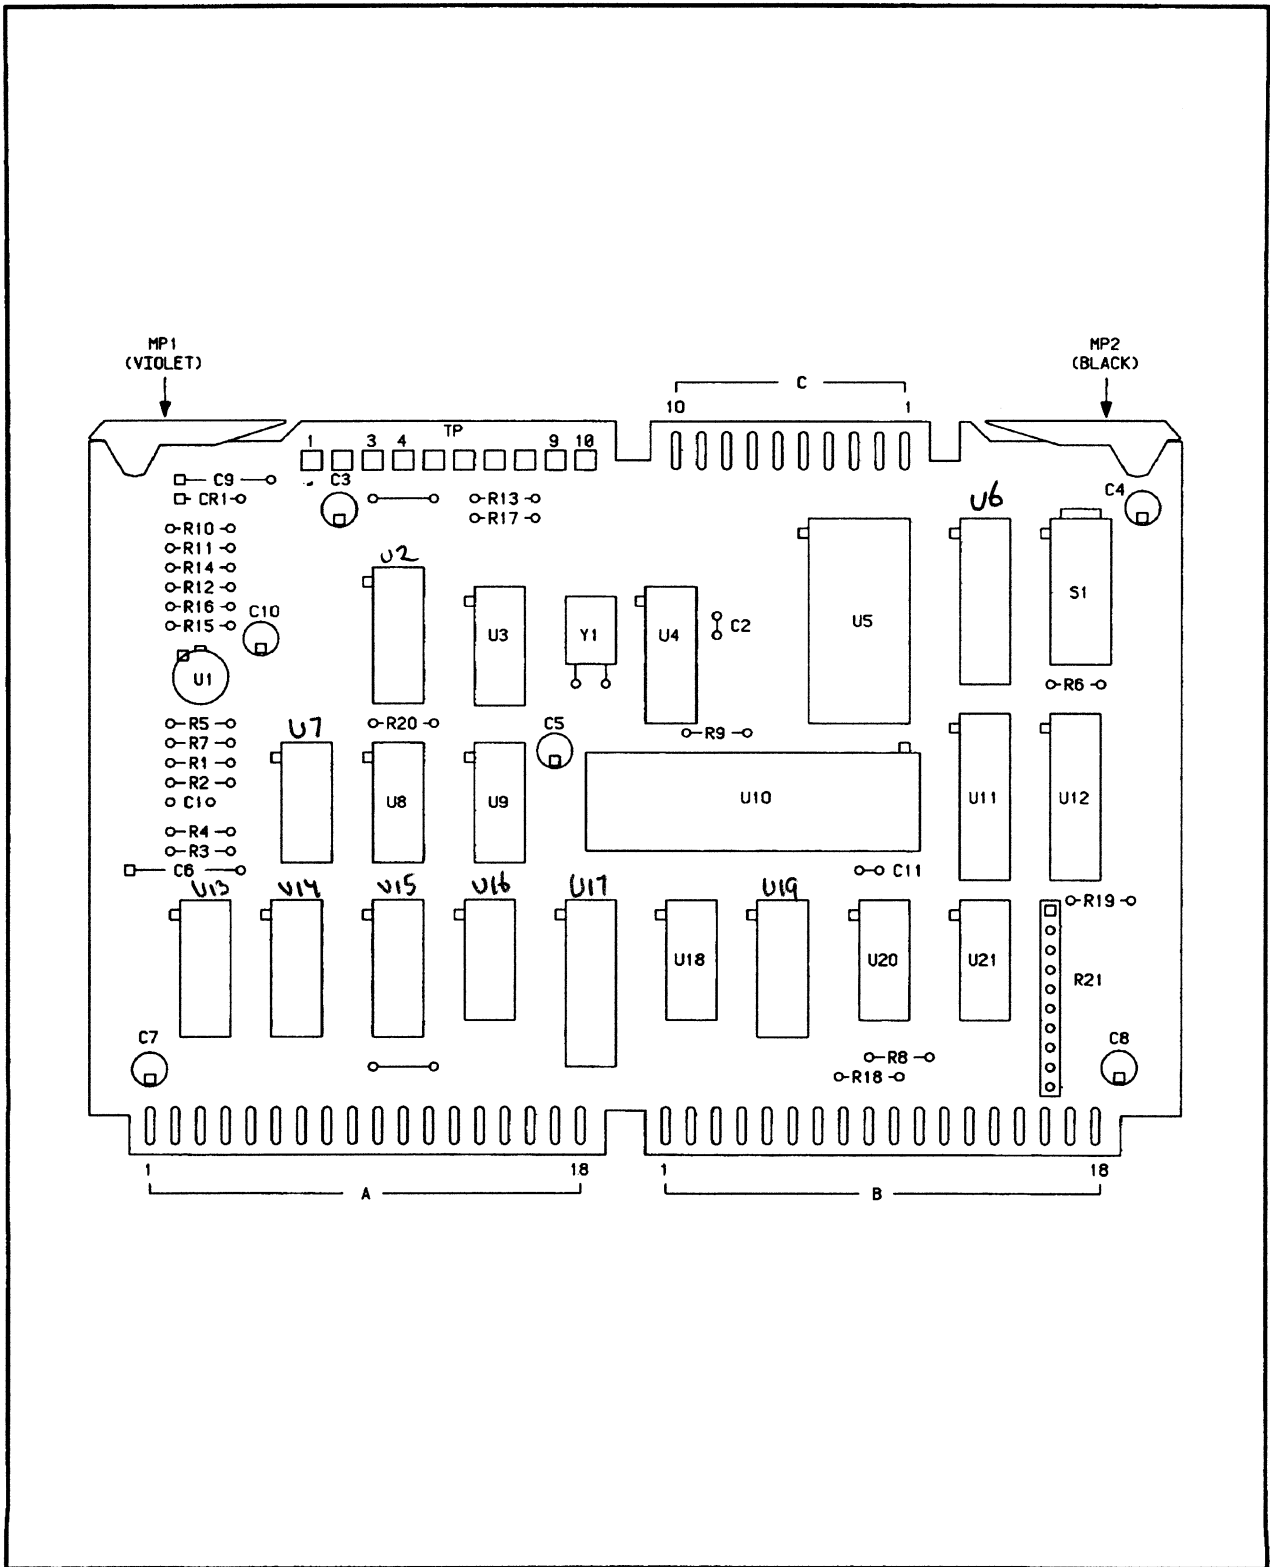 MP1
(VIOLET)
MP2
(BLACK)
C
10 1
TP
1 3 4 9 10
C9
C3
C4
CR1
R13
R17
U6
R10
R11
R14
R12
R16
R15
C10
U2
U3
Y1
U4
C2
U5
S1
U1
R6
R5
R7
R1
R2
C1
R4
R3
C6
U7
R20
C5
R9
U8
U9
U10
U11
U12
C11
U13
U14
U15
U16
U17
U19
R19
U18
U20
U21
R21
C7
R8
R18
C8
1 18
A
1 18
B